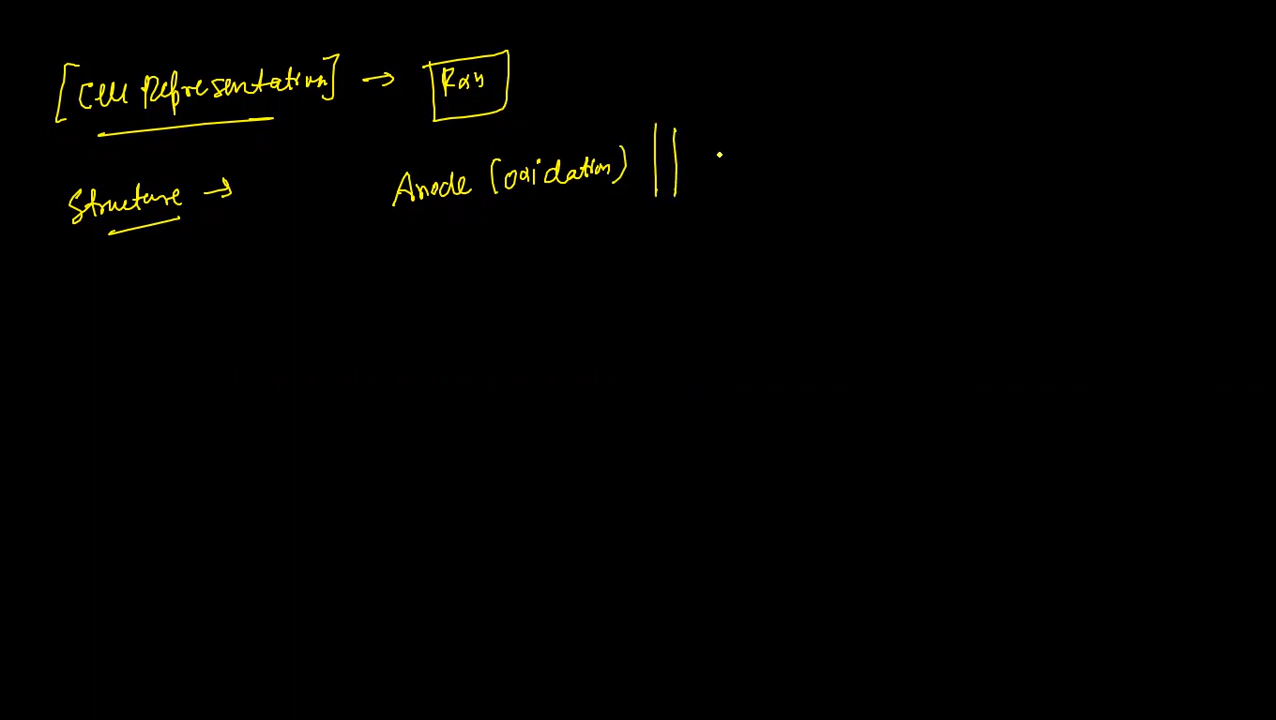 [Cell Representation] → Rxn
Structure → Anode (oxidation) ||